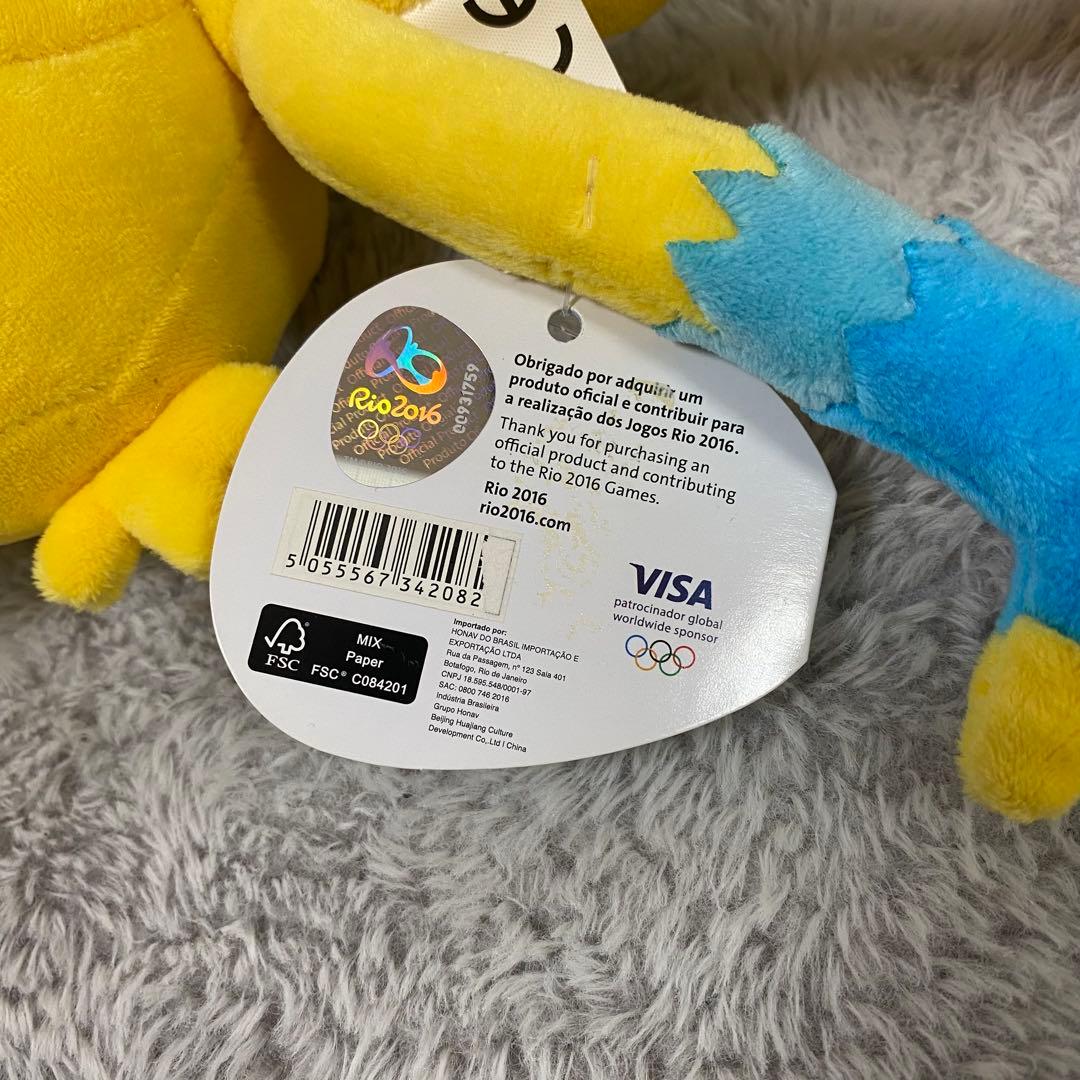 Rio2016
00931759
Obrigado por adquirir um
produto oficial e contribuir para
a realização dos Jogos Rio 2016.
Thank you for purchasing an
official product and contributing
to the Rio 2016 Games.
Rio 2016
rio2016.com
5 055567 342082
VISA
patrocinador global
worldwide sponsor
FSC
MIX
Paper
FSC® C084201
Importado por:
HONAV DO BRASIL IMPORTAÇÃO E
EXPORTAÇÃO LTDA
Rua da Passagem, nº 123 Sala 401
Botafogo, Rio de Janeiro
CNPJ 18.595.548/0001-97
SAC: 0800 746 2016
Indústria Brasileira
Grupo Honav
Beijing Huajiang Culture
Development Co,.Ltd | China